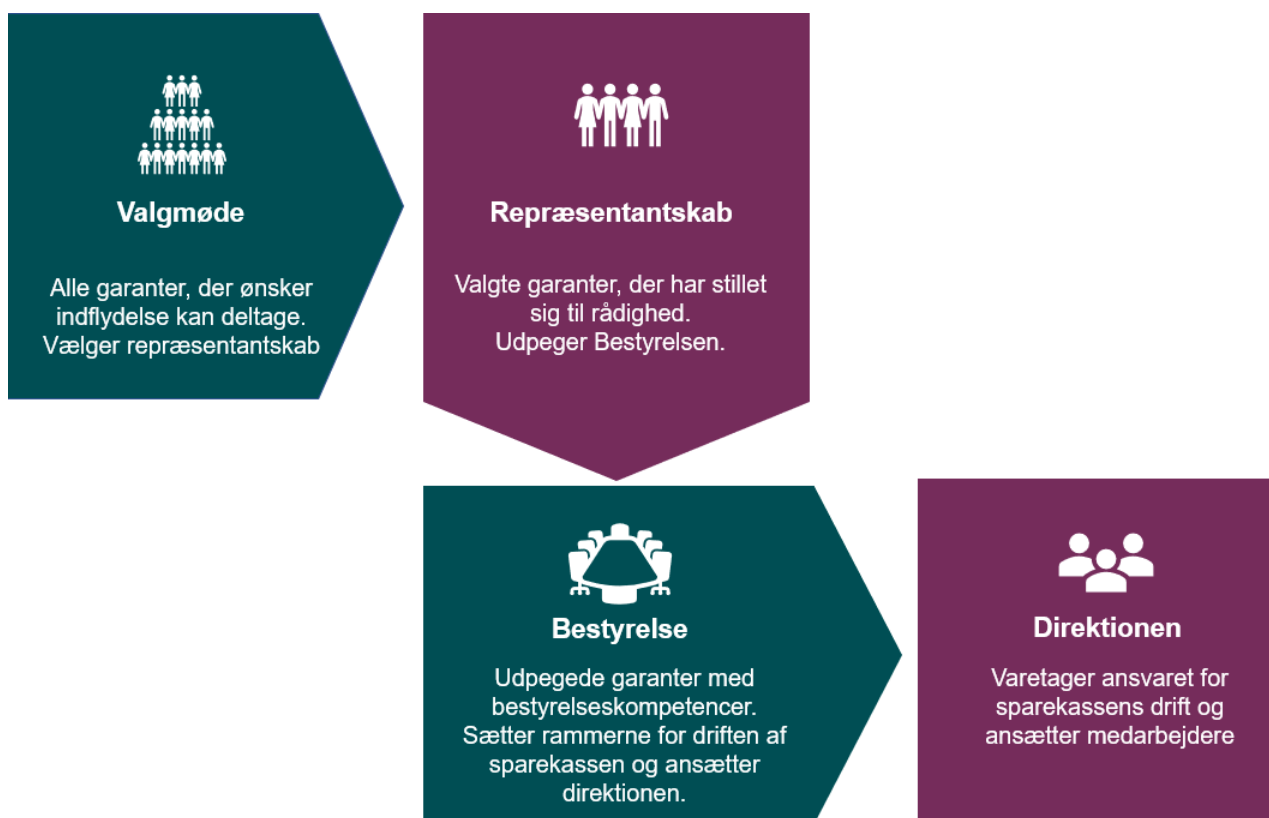 Valgmøde
Alle garanter, der ønsker
indflydelse kan deltage.
Vælger repræsentantskab
Repræsentantskab
Valgte garanter, der har stillet
sig til rådighed.
Udpeger Bestyrelsen.
Bestyrelse
Udpegede garanter med
bestyrelseskompetencer.
Sætter rammerne for driften af
sparekassen og ansætter
direktionen.
Direktionen
Varetager ansvaret for
sparekassens drift og
ansætter medarbejdere